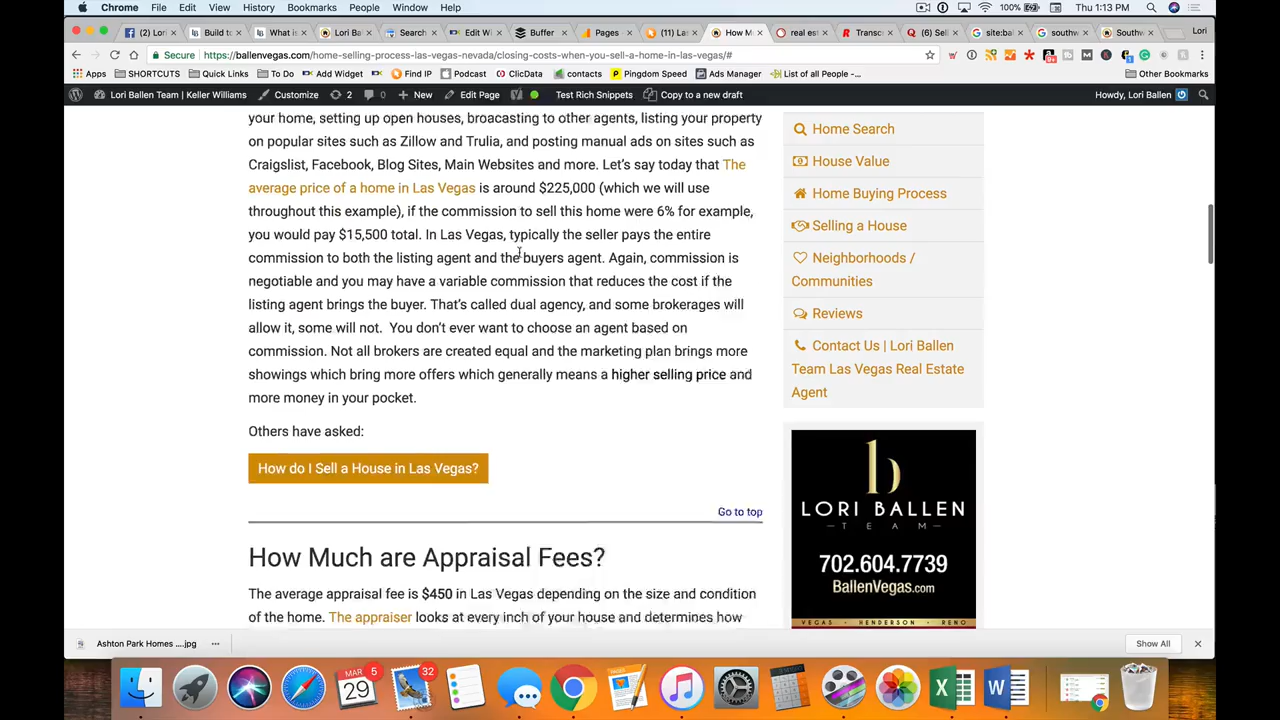 Chrome File Edit View History Bookmarks People Window Help 100% Thu 1:13 PM
(2) Lori Build to What is Lori Ba Search Edit Wi Buffer Pages (11) Las How M real es Transc (6) Sell site:bal southw Southw Lori
Secure https://ballenvegas.com/home-selling-process-las-vegas-nevada/closing-costs-when-you-sell-a-home-in-las-vegas/#
Apps SHORTCUTS To Do Add Widget Find IP Podcast ClicData contacts Pingdom Speed Ads Manager List of all People -... Other Bookmarks
Lori Ballen Team | Keller Williams Customize 2 0 New Edit Page Test Rich Snippets Copy to a new draft Howdy, Lori Ballen
your home, setting up open houses, broacasting to other agents, listing your property
on popular sites such as Zillow and Trulia, and posting manual ads on sites such as
Craigslist, Facebook, Blog Sites, Main Websites and more. Let's say today that The
average price of a home in Las Vegas is around $225,000 (which we will use
throughout this example), if the commission to sell this home were 6% for example,
you would pay $15,500 total. In Las Vegas, typically the seller pays the entire
commission to both the listing agent and the buyers agent. Again, commission is
negotiable and you may have a variable commission that reduces the cost if the
listing agent brings the buyer. That's called dual agency, and some brokerages will
allow it, some will not. You don't ever want to choose an agent based on
commission. Not all brokers are created equal and the marketing plan brings more
showings which bring more offers which generally means a higher selling price and
more money in your pocket.
Others have asked:
How do I Sell a House in Las Vegas?
Go to top
How Much are Appraisal Fees?
The average appraisal fee is $450 in Las Vegas depending on the size and condition
of the home. The appraiser looks at every inch of your house and determines how
Home Search
House Value
Home Buying Process
Selling a House
Neighborhoods /
Communities
Reviews
Contact Us | Lori Ballen
Team Las Vegas Real Estate
Agent
b
LORI BALLEN
TEAM
702.604.7739
BallenVegas.com
VEGAS • HENDERSON • RENO
Ashton Park Homes ....jpg Show All
MAR 29 5 32